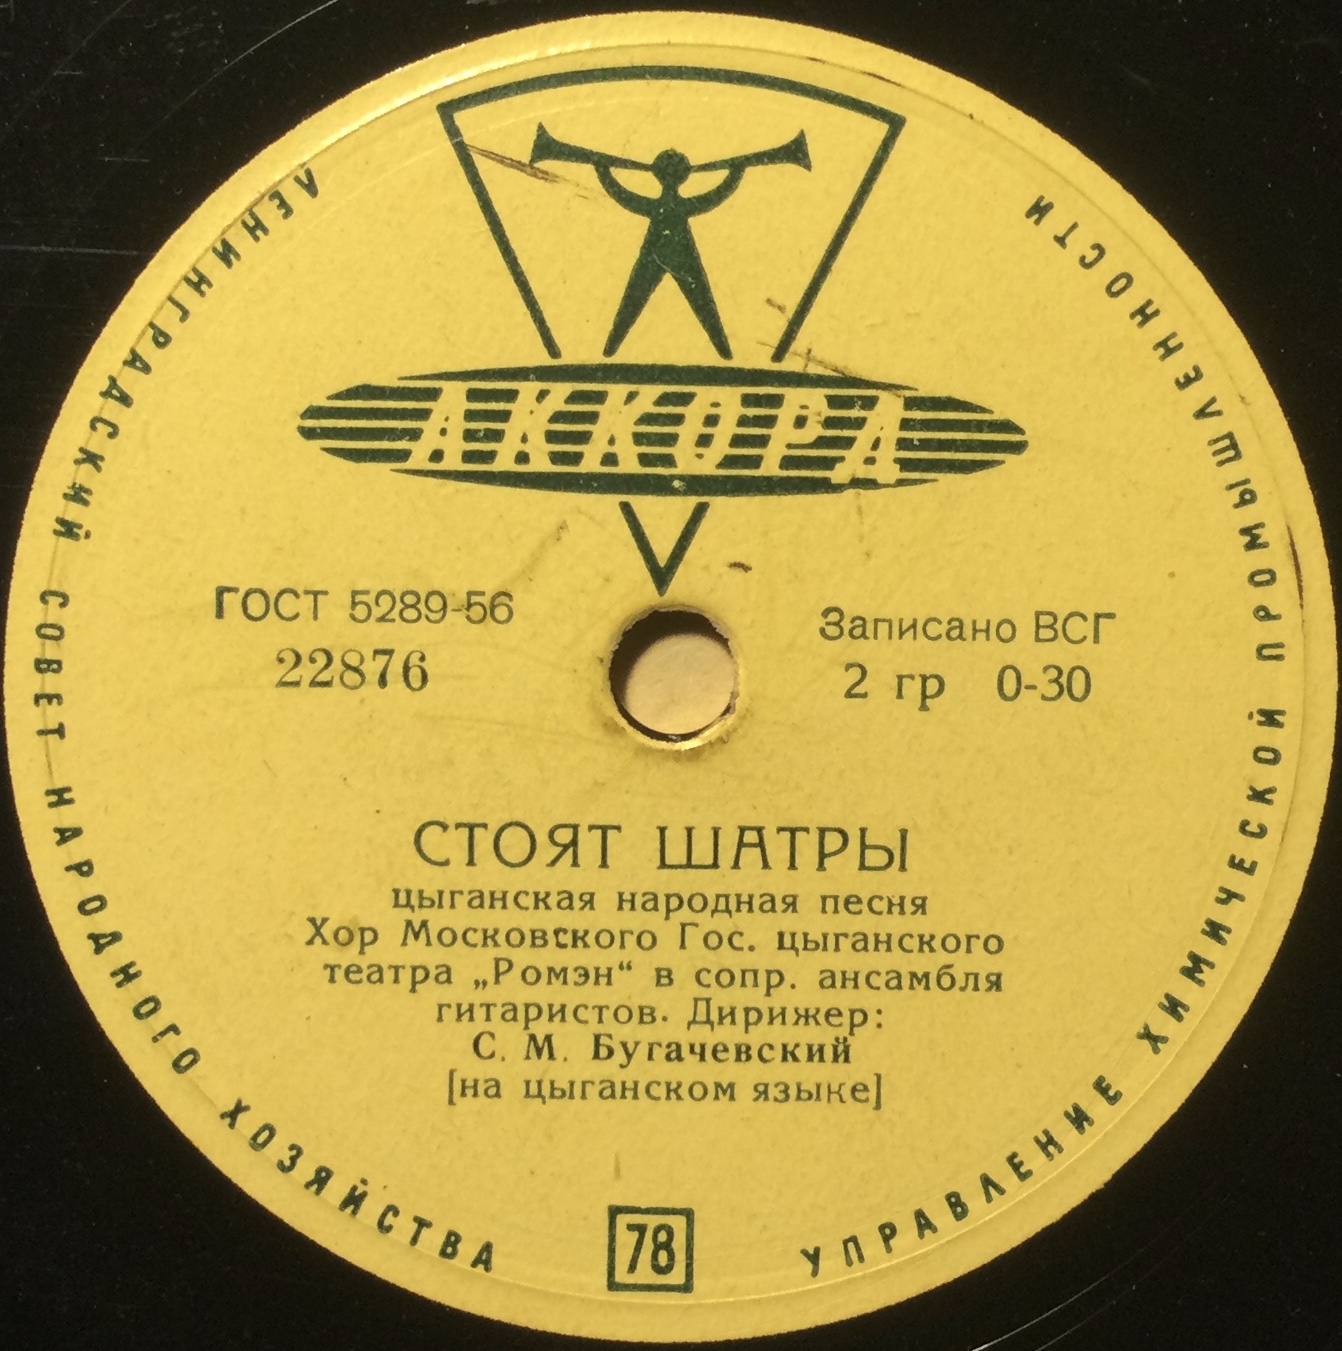 ЛЕНИНГРАДСКИЙ СОВЕТ НАРОДНОГО ХОЗЯЙСТВА
УПРАВЛЕНИЕ ХИМИЧЕСКОЙ ПРОМЫШЛЕННОСТИ
АККОРД
ГОСТ 5289-56
22876
Записано ВСГ
2 гр 0-30
СТОЯТ ШАТРЫ
цыганская народная песня
Хор Московского Гос. цыганского
театра „Ромэн“ в сопр. ансамбля
гитаристов. Дирижер:
С. М. Бугачевский
[на цыганском языке]
78